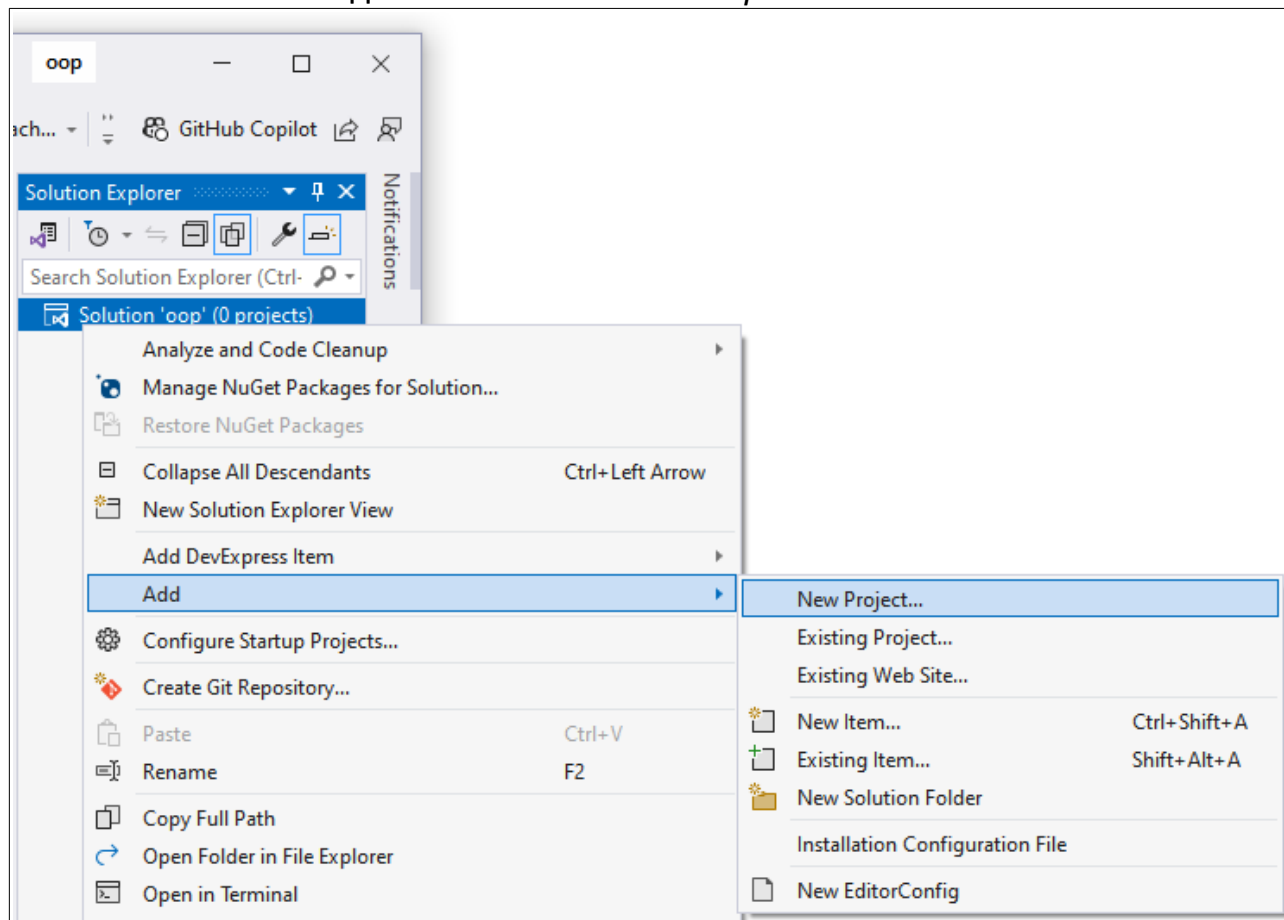 oop
ach...
GitHub Copilot
Solution Explorer
Notifications
Search Solution Explorer (Ctrl-
Solution 'oop' (0 projects)
Analyze and Code Cleanup
Manage NuGet Packages for Solution...
Restore NuGet Packages
Collapse All Descendants Ctrl+Left Arrow
New Solution Explorer View
Add DevExpress Item
Add
New Project...
Existing Project...
Configure Startup Projects...
Existing Web Site...
Create Git Repository...
New Item... Ctrl+Shift+A
Paste Ctrl+V
Existing Item... Shift+Alt+A
Rename F2
New Solution Folder
Copy Full Path
Installation Configuration File
Open Folder in File Explorer
New EditorConfig
Open in Terminal